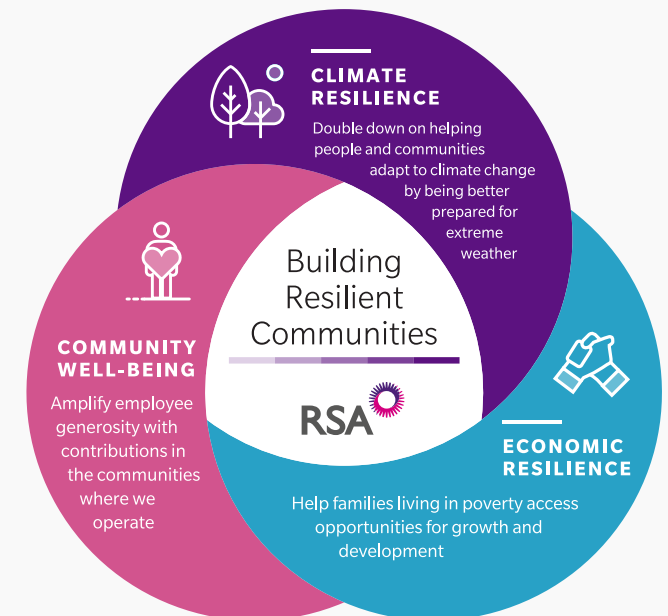 CLIMATE
RESILIENCE
Double down on helping
people and communities
adapt to climate change
by being better
prepared for
extreme
weather
Building
Resilient
Communities
RSA
COMMUNITY
WELL-BEING
Amplify employee
generosity with
contributions in
the communities
where we
operate
ECONOMIC
RESILIENCE
Help families living in poverty access
opportunities for growth and
development